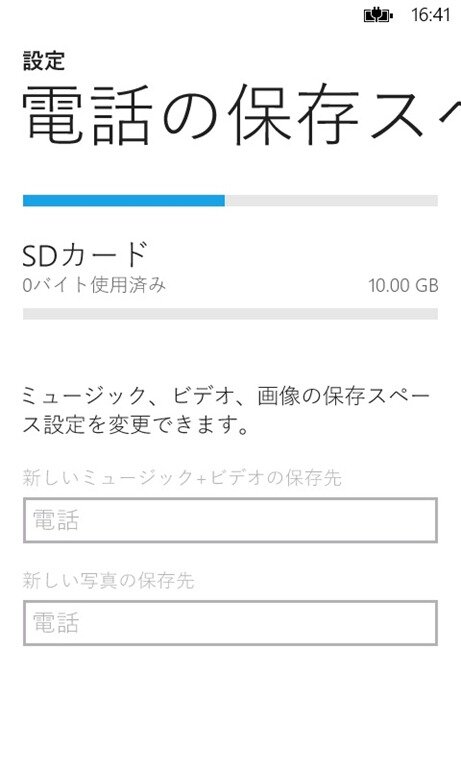 16:41
設定
電話の保存スペ
SDカード
0バイト使用済み 10.00 GB
ミュージック、ビデオ、画像の保存スペー
ス設定を変更できます。
新しいミュージック+ビデオの保存先
電話
新しい写真の保存先
電話